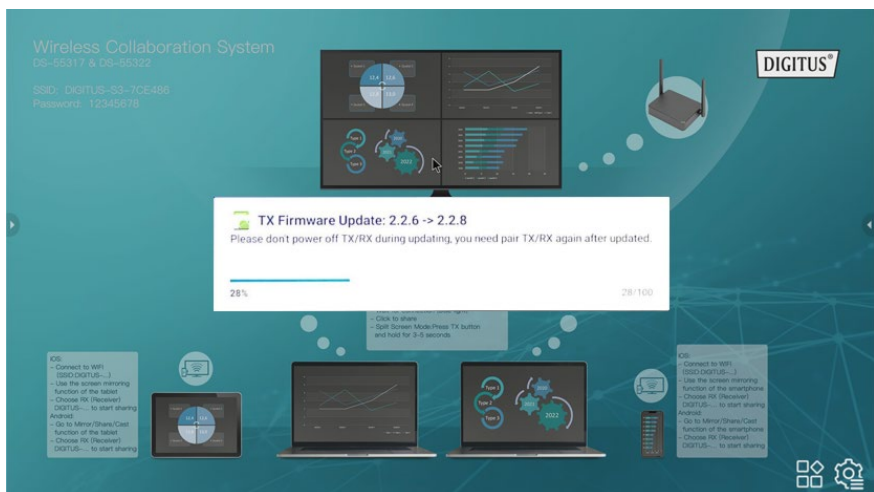 Wireless Collaboration System
DS-55317 & DS-55322
SSID: DIGITUS-S3-7CE466
Password: 12345678
DIGITUS®
TX Firmware Update: 2.2.6 -> 2.2.8
Please don't power off TX/RX during updating, you need pair TX/RX again after updated.
28%
28/100
- Click to share
- Split Screen Mode:Press TX button
and hold for 3-5 seconds
iOS:
- Connect to WiFi
(SSID:DIGITUS-...)
- Use the screen mirroring
function of the tablet
- Choose RX (Receiver)
DIGITUS-... to start sharing
Android:
- Go to Mirror/Share/Cast
function of the tablet
- Choose RX (Receiver)
DIGITUS-... to start sharing
Type 1
Type 2
Type 3
2022
iOS:
- Connect to WiFi
(SSID:DIGITUS-...)
- Use the screen mirroring
function of the smartphone
- Choose RX (Receiver)
DIGITUS-... to start sharing
Android:
- Go to Mirror/Share/Cast
function of the smartphone
- Choose RX (Receiver)
DIGITUS-... to start sharing